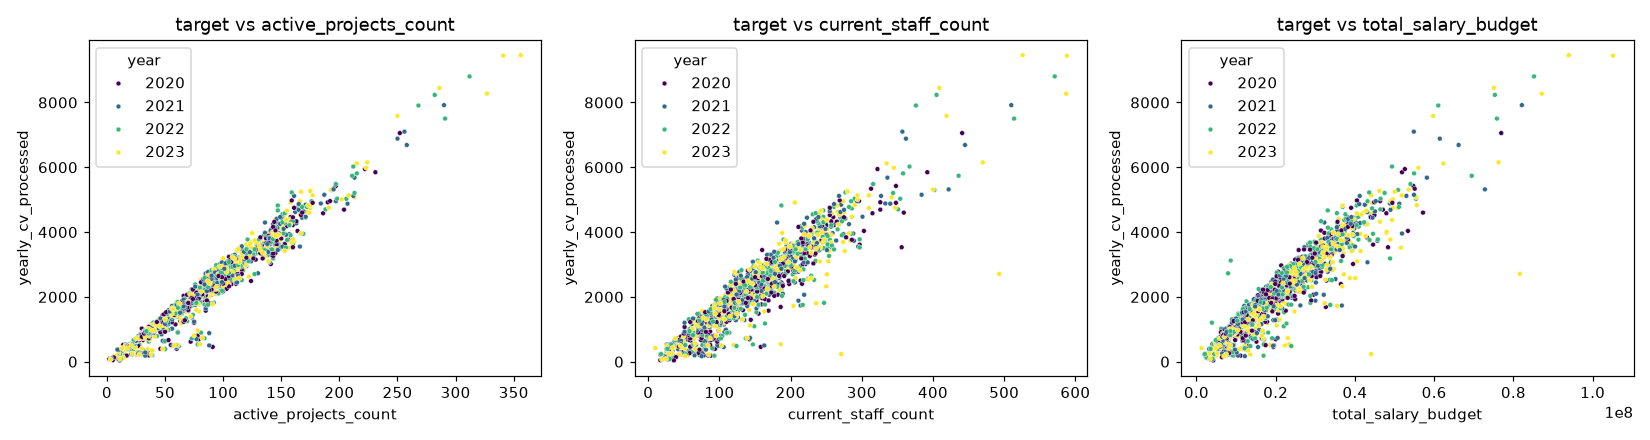 target vs active_projects_count
year
2020
2021
2022
2023
8000
6000
4000
2000
0
yearly_cv_processed
0 50 100 150 200 250 300 350
active_projects_count
target vs current_staff_count
year
2020
2021
2022
2023
8000
6000
4000
2000
0
yearly_cv_processed
0 100 200 300 400 500 600
current_staff_count
target vs total_salary_budget
year
2020
2021
2022
2023
8000
6000
4000
2000
0
yearly_cv_processed
0.0 0.2 0.4 0.6 0.8 1.0
1e8
total_salary_budget